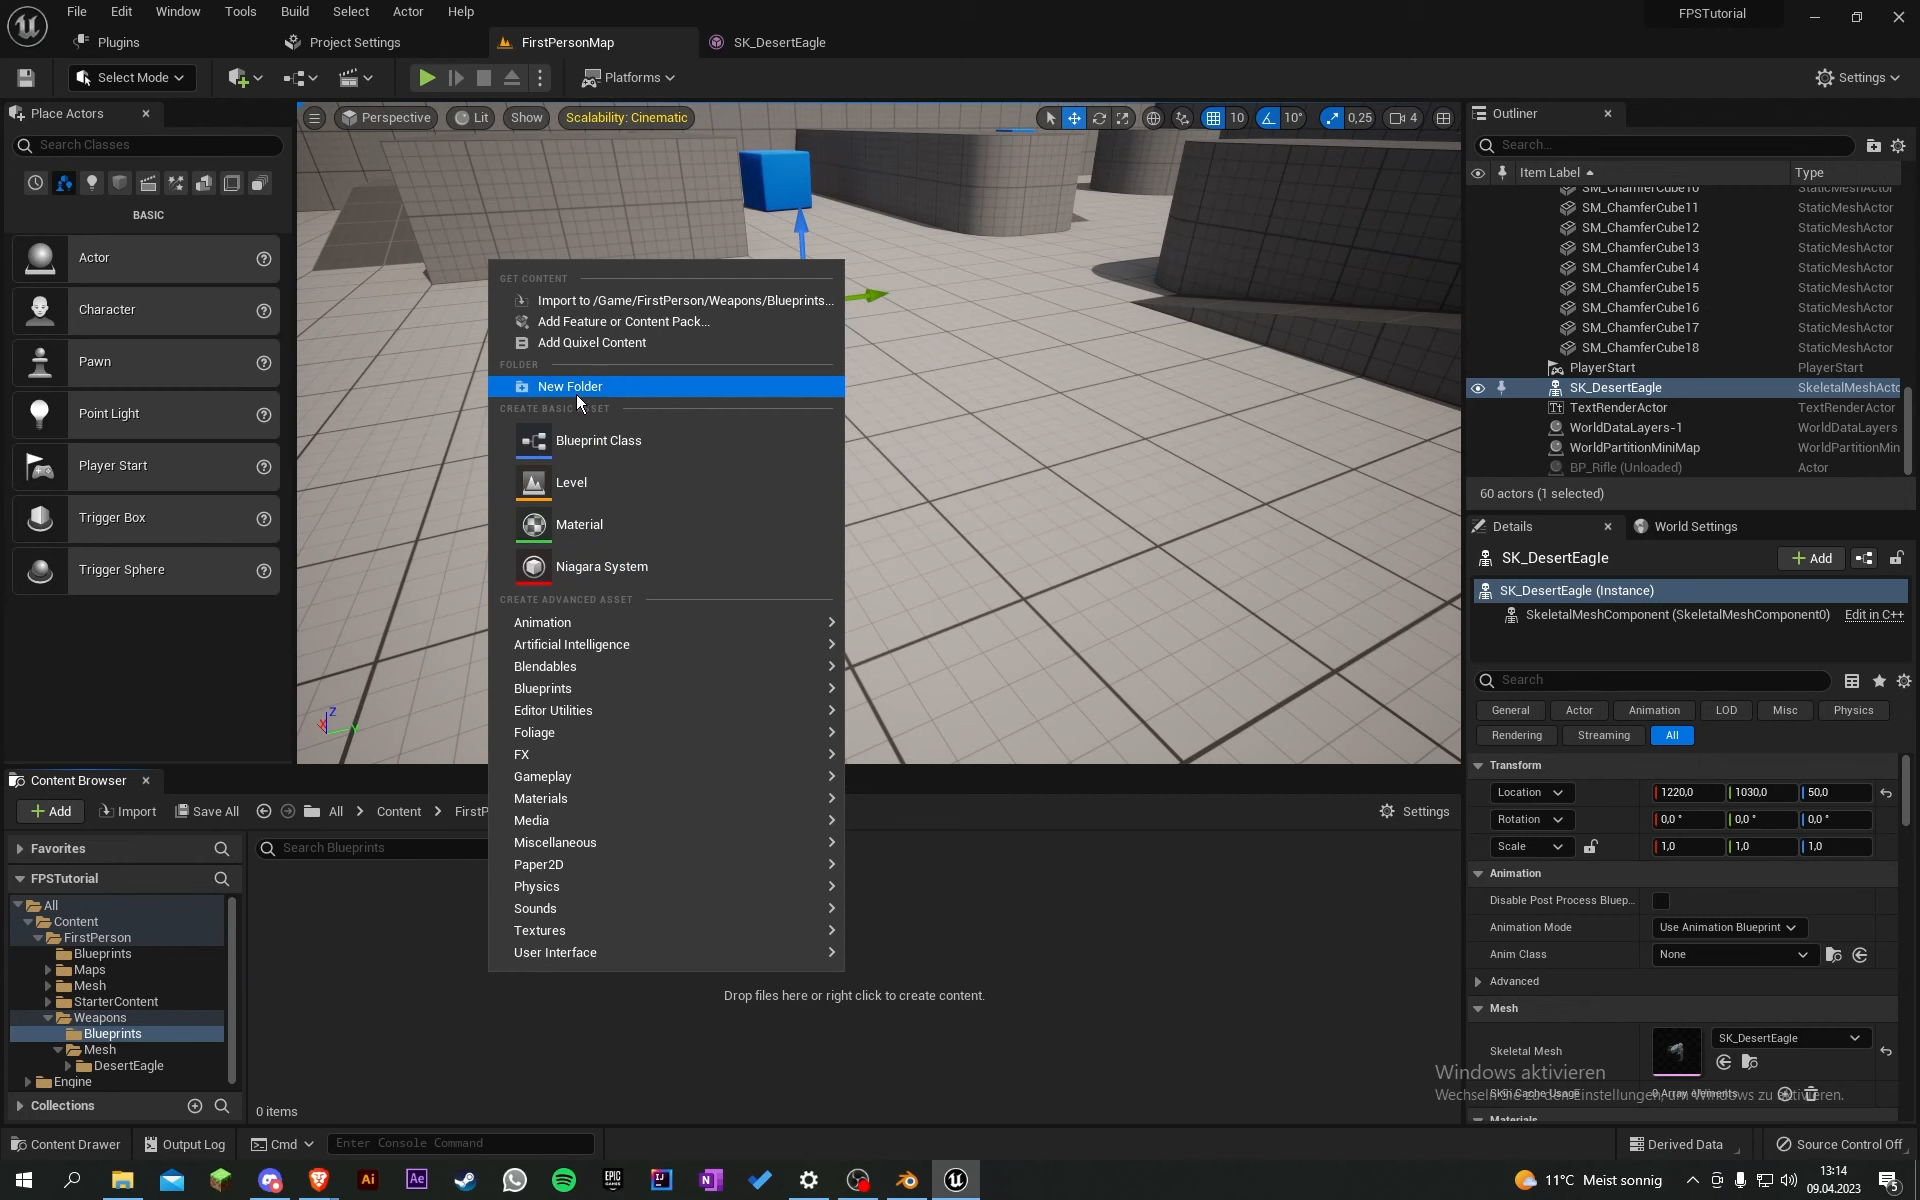 File Edit Window Tools Build Select Actor Help
FPSTutorial
Plugins
Project Settings
FirstPersonMap
SK_DesertEagle
Select Mode
Platforms
Settings
Place Actors
Search Classes
BASIC
Actor
Character
Pawn
Point Light
Player Start
Trigger Box
Trigger Sphere
Perspective
Lit
Show
Scalability: Cinematic
10
10°
0,25
4
GET CONTENT
Import to /Game/FirstPerson/Weapons/Blueprints...
Add Feature or Content Pack...
Add Quixel Content
FOLDER
New Folder
CREATE BASIC ASSET
Blueprint Class
Level
Material
Niagara System
CREATE ADVANCED ASSET
Animation
Artificial Intelligence
Blendables
Blueprints
Editor Utilities
Foliage
FX
Gameplay
Materials
Media
Miscellaneous
Paper2D
Physics
Sounds
Textures
User Interface
Outliner
Search...
Item Label
Type
SM_ChamferCube10 StaticMeshActor
SM_ChamferCube11 StaticMeshActor
SM_ChamferCube12 StaticMeshActor
SM_ChamferCube13 StaticMeshActor
SM_ChamferCube14 StaticMeshActor
SM_ChamferCube15 StaticMeshActor
SM_ChamferCube16 StaticMeshActor
SM_ChamferCube17 StaticMeshActor
SM_ChamferCube18 StaticMeshActor
PlayerStart PlayerStart
SK_DesertEagle SkeletalMeshActo
TextRenderActor TextRenderActor
WorldDataLayers-1 WorldDataLayers
WorldPartitionMiniMap WorldPartitionMin
BP_Rifle (Unloaded) Actor
60 actors (1 selected)
Details
World Settings
SK_DesertEagle
Add
SK_DesertEagle (Instance)
SkeletalMeshComponent (SkeletalMeshComponent0) Edit in C++
Search
General Actor Animation LOD Misc Physics
Rendering Streaming All
Transform
Location 1220,0 1030,0 50,0
Rotation 0,0 ° 0,0 ° 0,0 °
Scale 1,0 1,0 1,0
Animation
Disable Post Process Bluep...
Animation Mode Use Animation Blueprint
Anim Class None
Advanced
Mesh
Skeletal Mesh SK_DesertEagle
Windows aktivieren
Wechseln Sie zu den Einstellungen, um Windows zu aktivieren.
Skin Cache Usage 0 Array elements
Materials
Content Browser
Add Import Save All All Content FirstP
Settings
Favorites
FPSTutorial
Search Blueprints
All
Content
FirstPerson
Blueprints
Maps
Mesh
StarterContent
Weapons
Blueprints
Mesh
DesertEagle
Engine
Collections
Drop files here or right click to create content.
0 items
Content Drawer Output Log Cmd Enter Console Command
Derived Data Source Control Off
Ai Ae EPIC GAMES IJ N
11°C Meist sonnig
13:14
09.04.2023
5